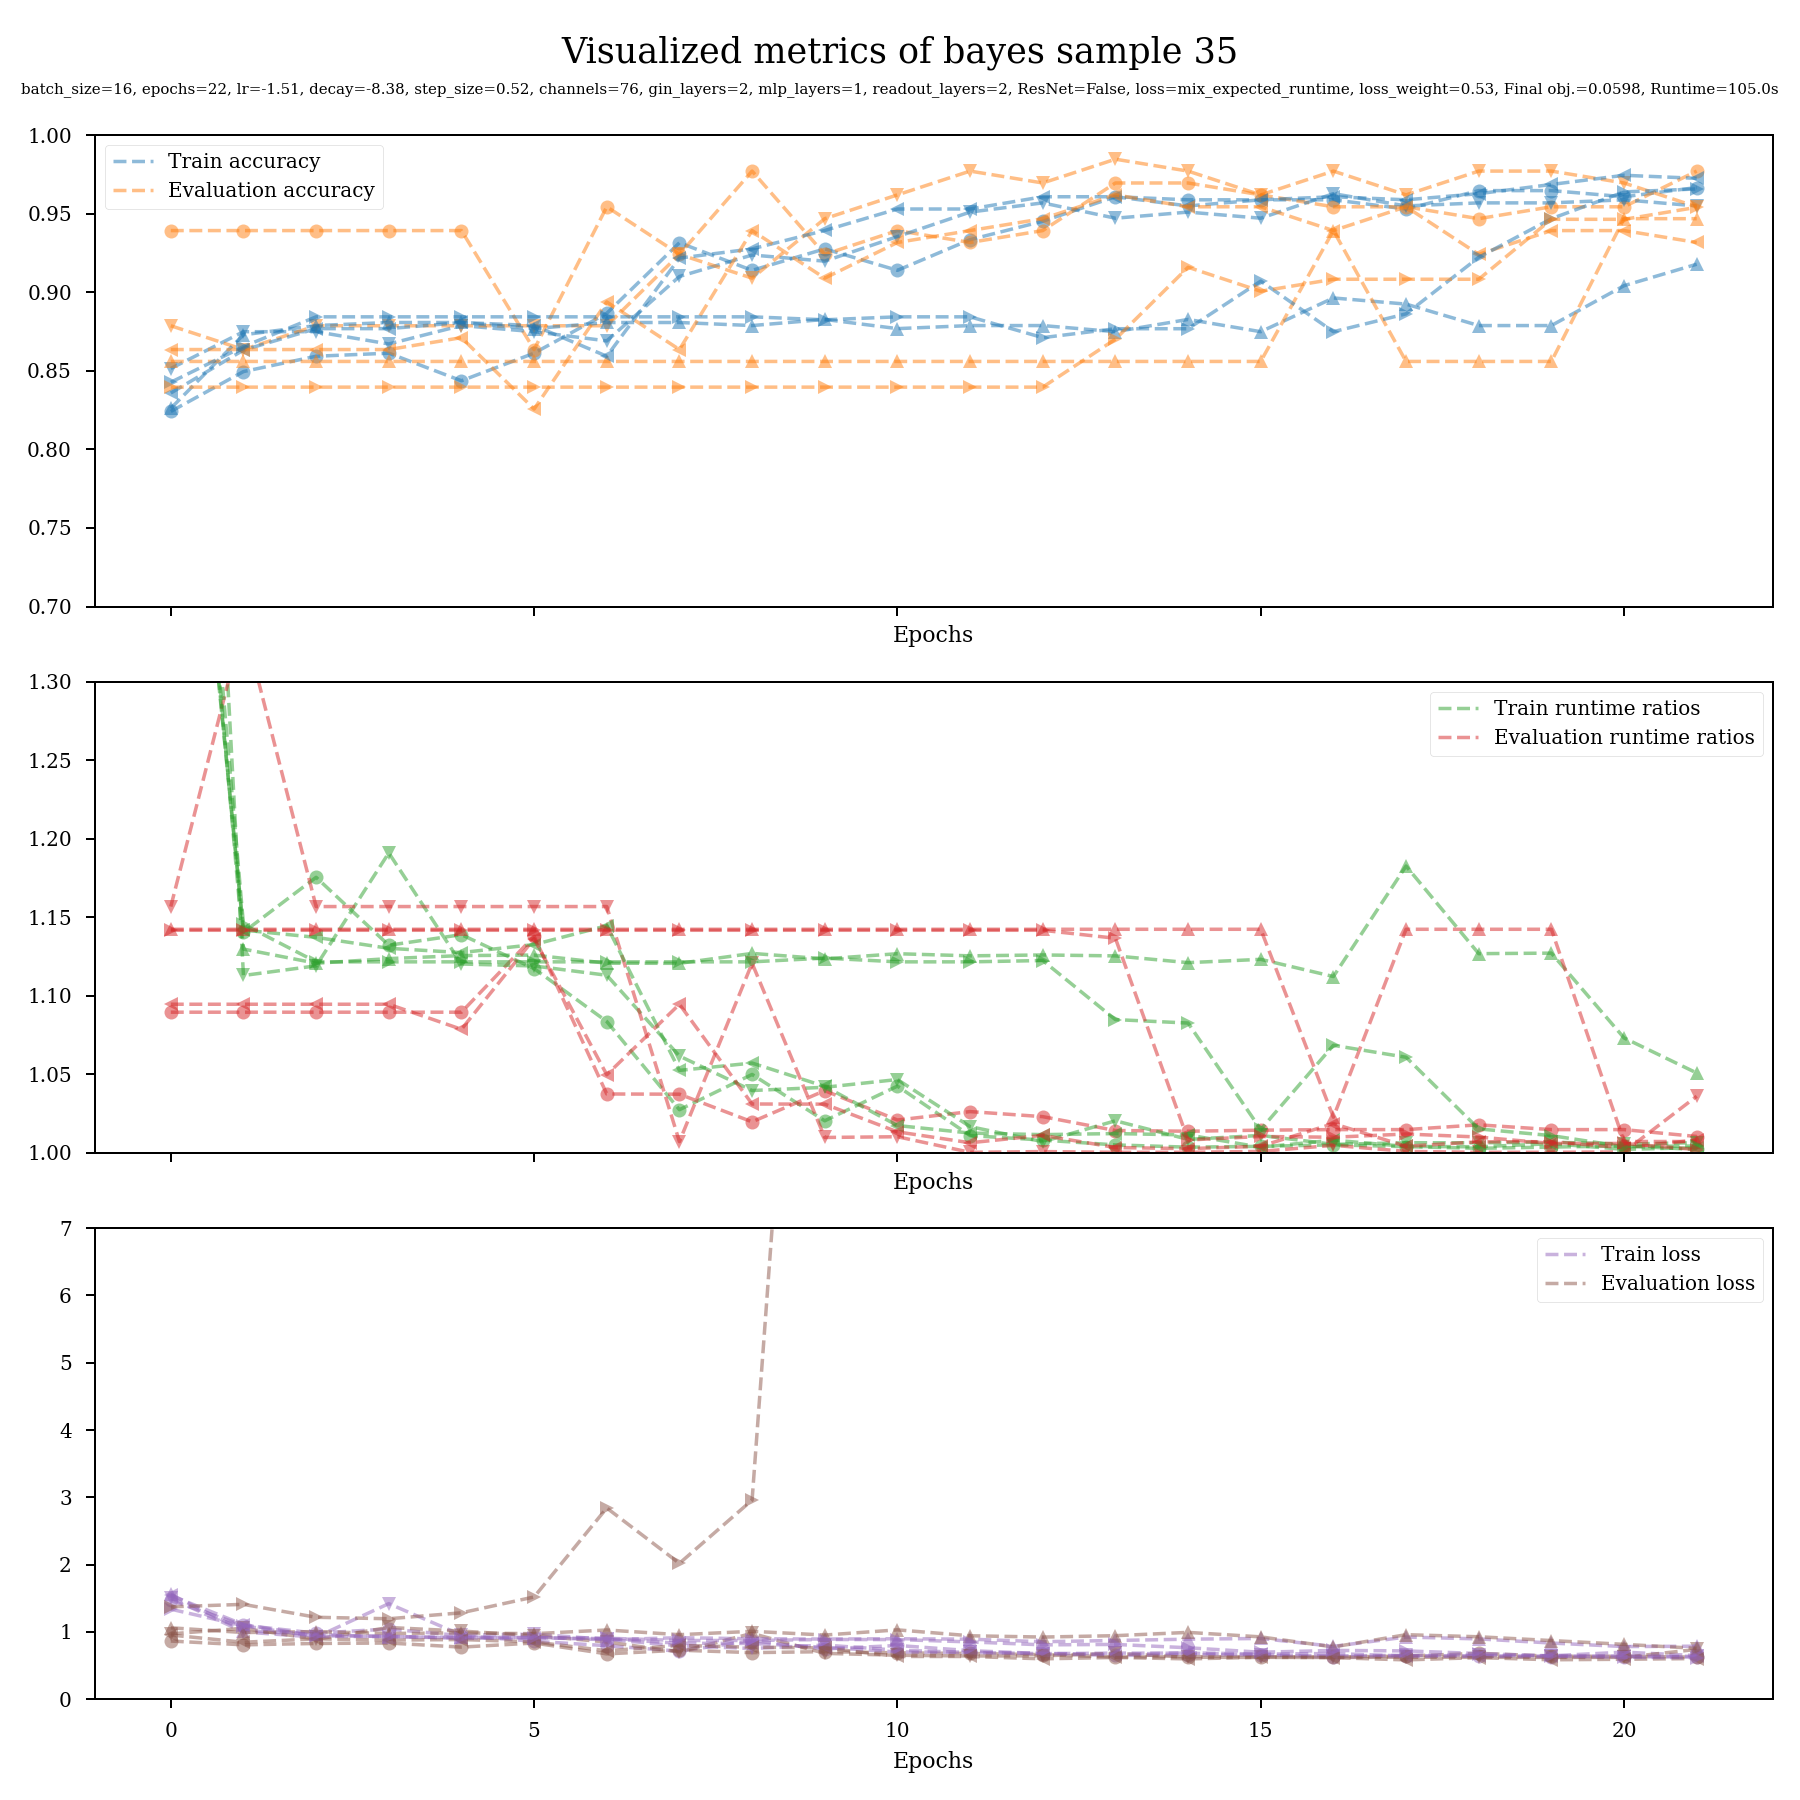 Visualized metrics of bayes sample 35
batch_size=16, epochs=22, lr=-1.51, decay=-8.38, step_size=0.52, channels=76, gin_layers=2, mlp_layers=1, readout_layers=2, ResNet=False, loss=mix_expected_runtime, loss_weight=0.53, Final obj.=0.0598, Runtime=105.0s
1.00
0.95
0.90
0.85
0.80
0.75
0.70
Train accuracy
Evaluation accuracy
Epochs
1.30
1.25
1.20
1.15
1.10
1.05
1.00
Train runtime ratios
Evaluation runtime ratios
Epochs
7
6
5
4
3
2
1
0
Train loss
Evaluation loss
0 5 10 15 20
Epochs